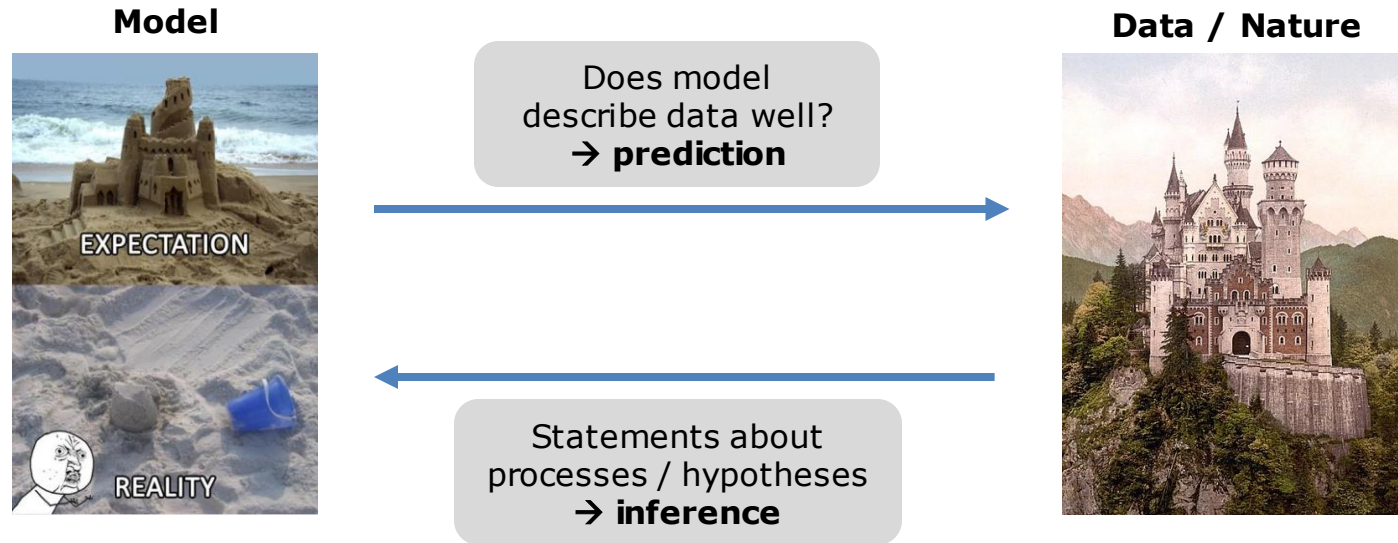 Model
Data / Nature
Does model
describe data well?
→ prediction
EXPECTATION
Statements about
processes / hypotheses
→ inference
REALITY